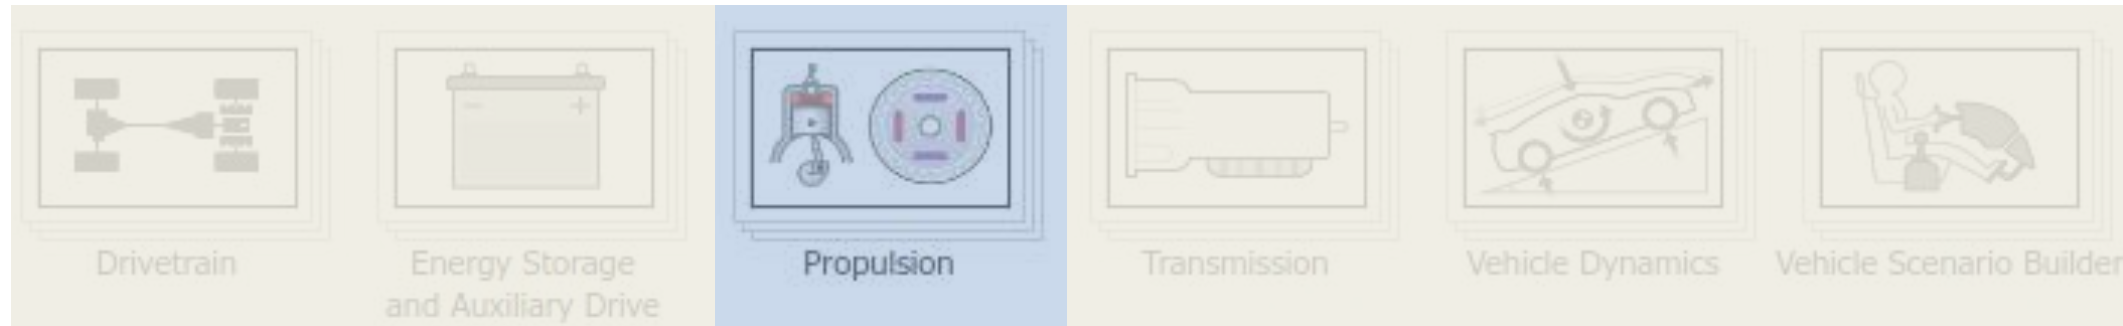 Drivetrain
Energy Storage
and Auxiliary Drive
Propulsion
Transmission
Vehicle Dynamics
Vehicle Scenario Builder